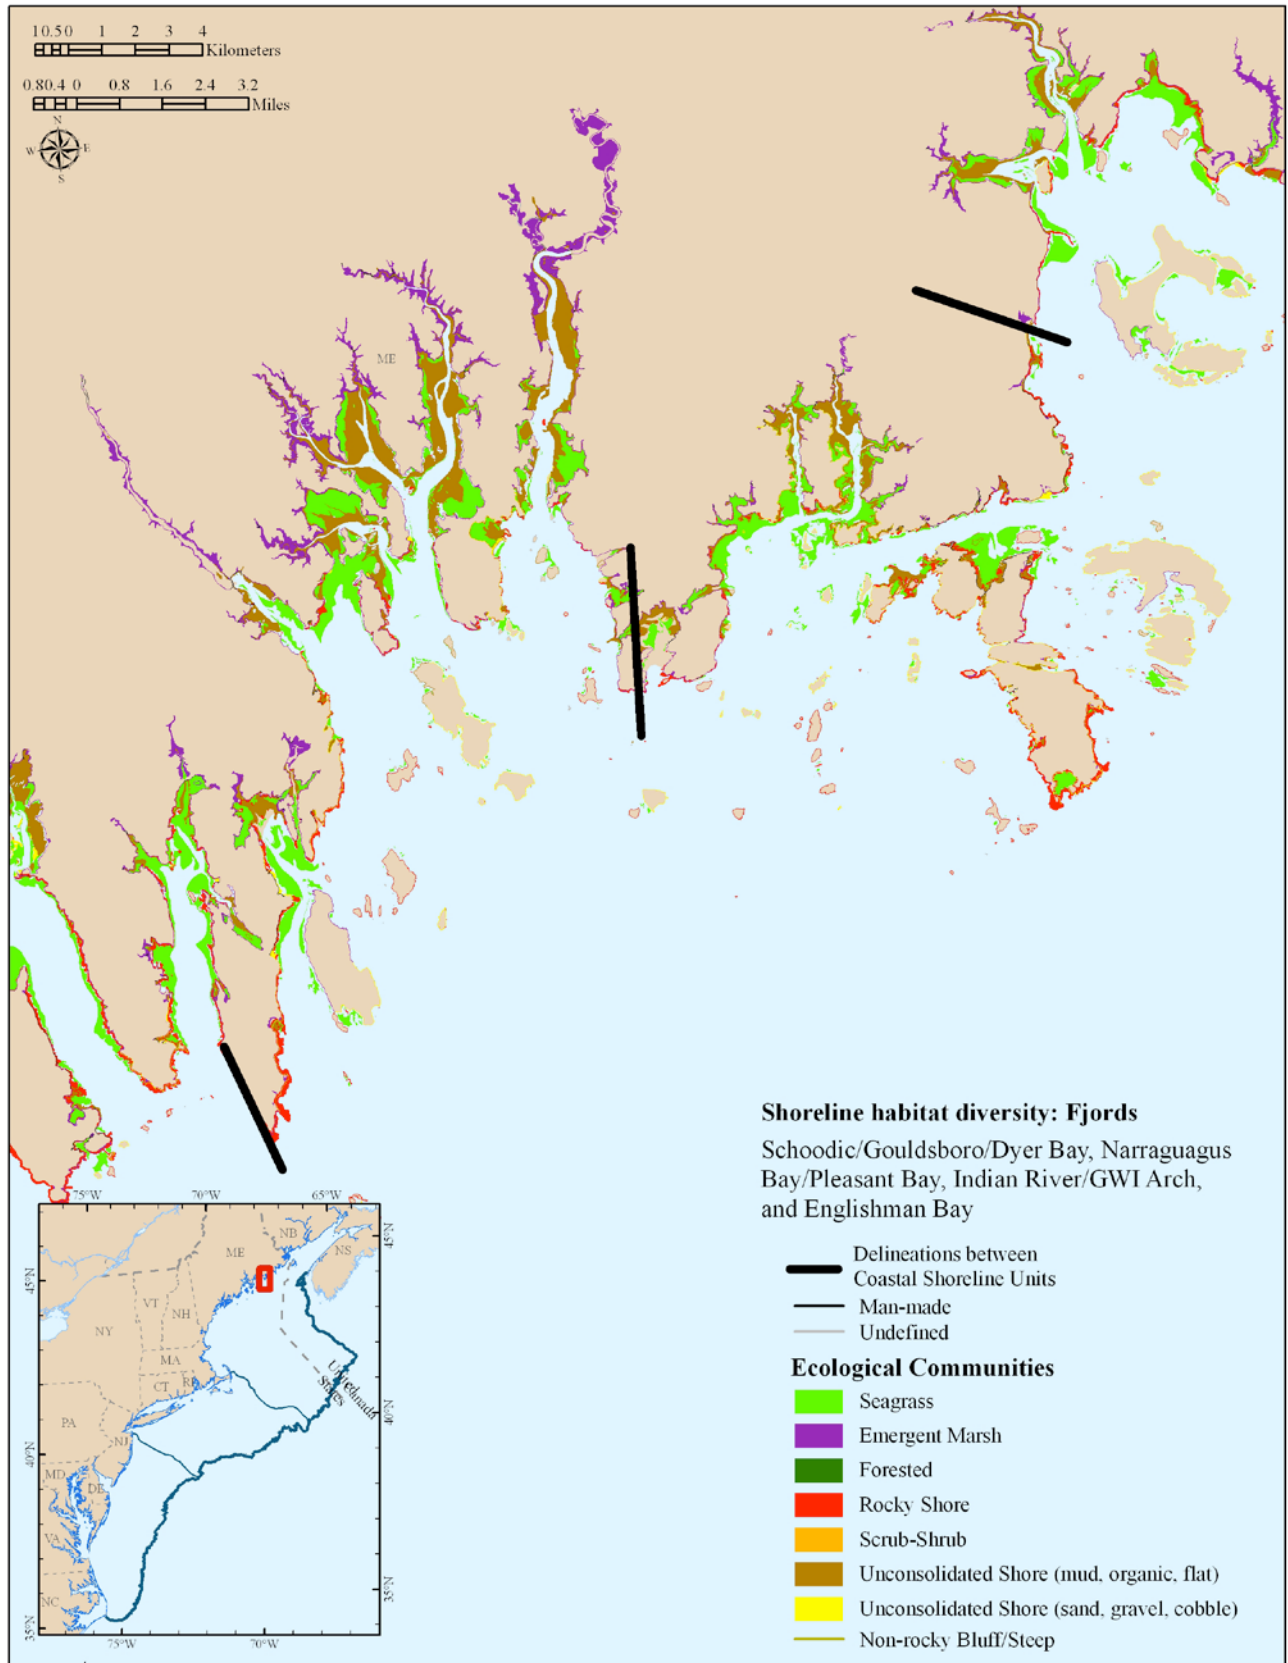 1 0.5 0 1 2 3 4
Kilometers
0.8 0.4 0 0.8 1.6 2.4 3.2
Miles
N
W E
S
ME
Shoreline habitat diversity: Fjords
Schoodic/Gouldsboro/Dyer Bay, Narraguagus
Bay/Pleasant Bay, Indian River/GWI Arch,
and Englishman Bay
Delineations between
Coastal Shoreline Units
Man-made
Undefined
Ecological Communities
Seagrass
Emergent Marsh
Forested
Rocky Shore
Scrub-Shrub
Unconsolidated Shore (mud, organic, flat)
Unconsolidated Shore (sand, gravel, cobble)
Non-rocky Bluff/Steep
75°W 70°W 65°W
45°N
45°N
ME
NB
NS
VT
NH
NY
MA
CT
RI
United States
Canada
PA
NJ
40°N
40°N
MD
DE
VA
NC
35°N
35°N
75°W 70°W